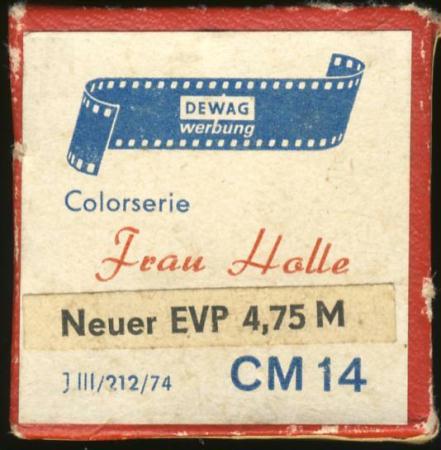 DEWAG
werbung
Colorserie
Frau Holle
Neuer EVP 4,75 M
J III/212/74 CM 14